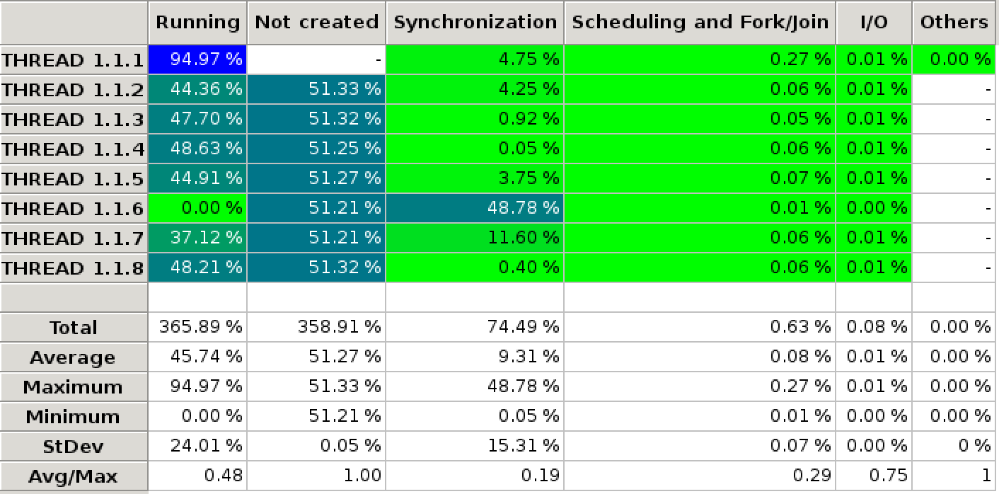 Running Not created Synchronization Scheduling and Fork/Join I/O Others
THREAD 1.1.1 94.97 % - 4.75 % 0.27 % 0.01 % 0.00 %
THREAD 1.1.2 44.36 % 51.33 % 4.25 % 0.06 % 0.01 % -
THREAD 1.1.3 47.70 % 51.32 % 0.92 % 0.05 % 0.01 % -
THREAD 1.1.4 48.63 % 51.25 % 0.05 % 0.06 % 0.01 % -
THREAD 1.1.5 44.91 % 51.27 % 3.75 % 0.07 % 0.01 % -
THREAD 1.1.6 0.00 % 51.21 % 48.78 % 0.01 % 0.00 % -
THREAD 1.1.7 37.12 % 51.21 % 11.60 % 0.06 % 0.01 % -
THREAD 1.1.8 48.21 % 51.32 % 0.40 % 0.06 % 0.01 % -
Total 365.89 % 358.91 % 74.49 % 0.63 % 0.08 % 0.00 %
Average 45.74 % 51.27 % 9.31 % 0.08 % 0.01 % 0.00 %
Maximum 94.97 % 51.33 % 48.78 % 0.27 % 0.01 % 0.00 %
Minimum 0.00 % 51.21 % 0.05 % 0.01 % 0.00 % 0.00 %
StDev 24.01 % 0.05 % 15.31 % 0.07 % 0.00 % 0 %
Avg/Max 0.48 1.00 0.19 0.29 0.75 1